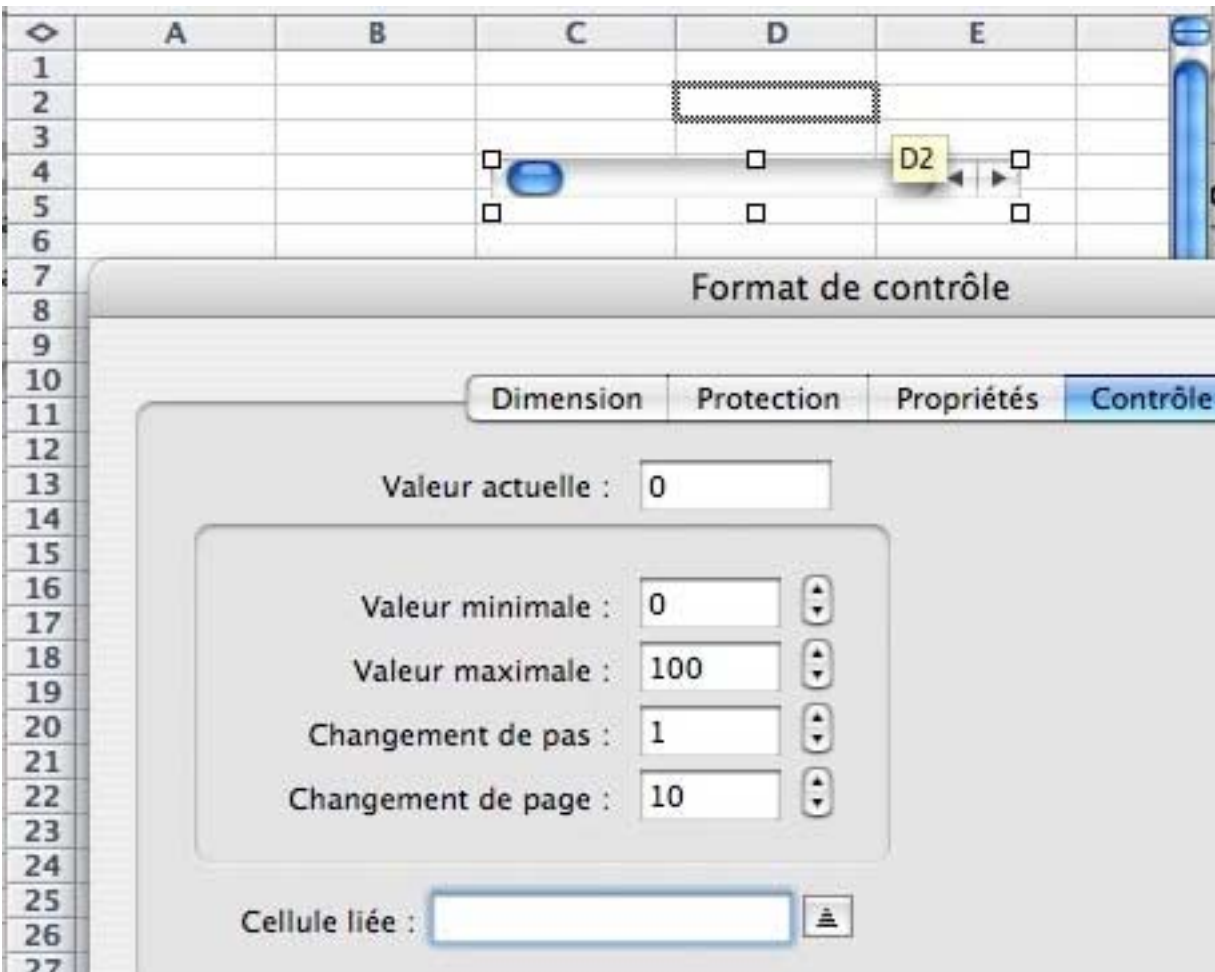 A B C D E
1
2
3
D2
4
5
6
7
Format de contrôle
8
9
10
Dimension Protection Propriétés Contrôle
11
12
13
Valeur actuelle : 0
14
15
16
Valeur minimale : 0
17
18
Valeur maximale : 100
19
20
Changement de pas : 1
21
22
Changement de page : 10
23
24
25
Cellule liée :
26
27